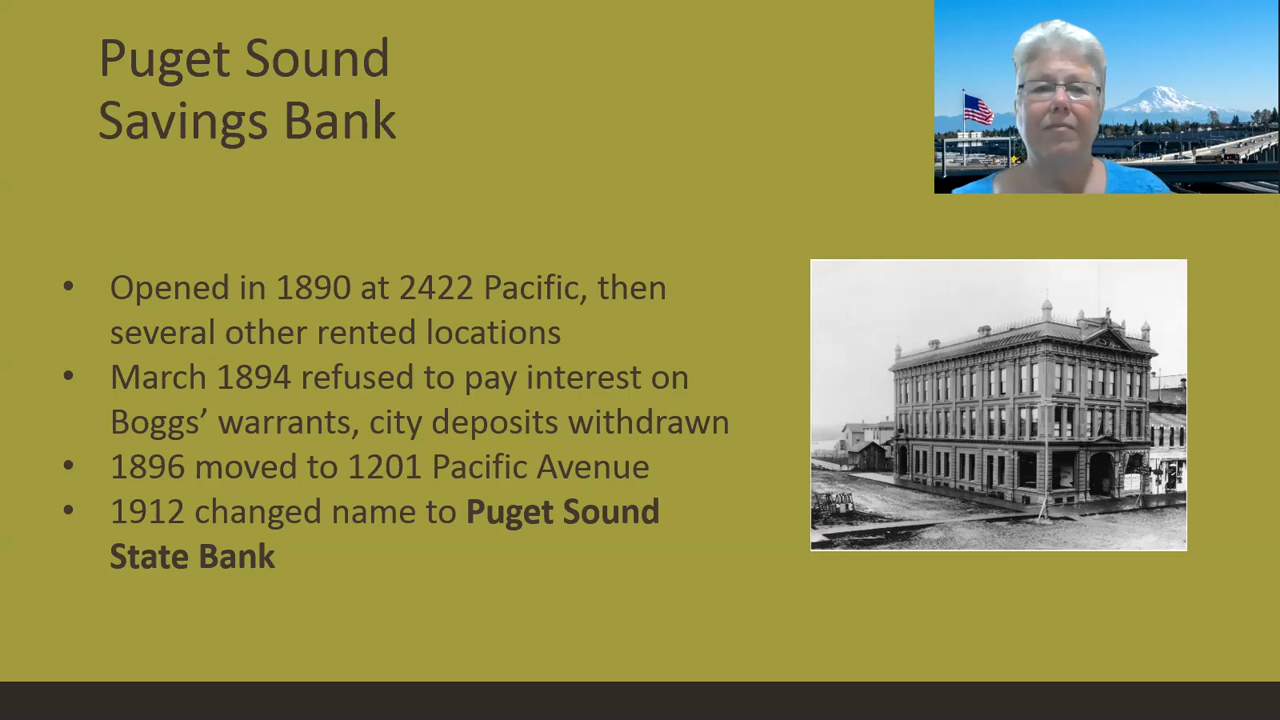 Puget Sound
Savings Bank
• Opened in 1890 at 2422 Pacific, then
several other rented locations
• March 1894 refused to pay interest on
Boggs’ warrants, city deposits withdrawn
• 1896 moved to 1201 Pacific Avenue
• 1912 changed name to Puget Sound
State Bank